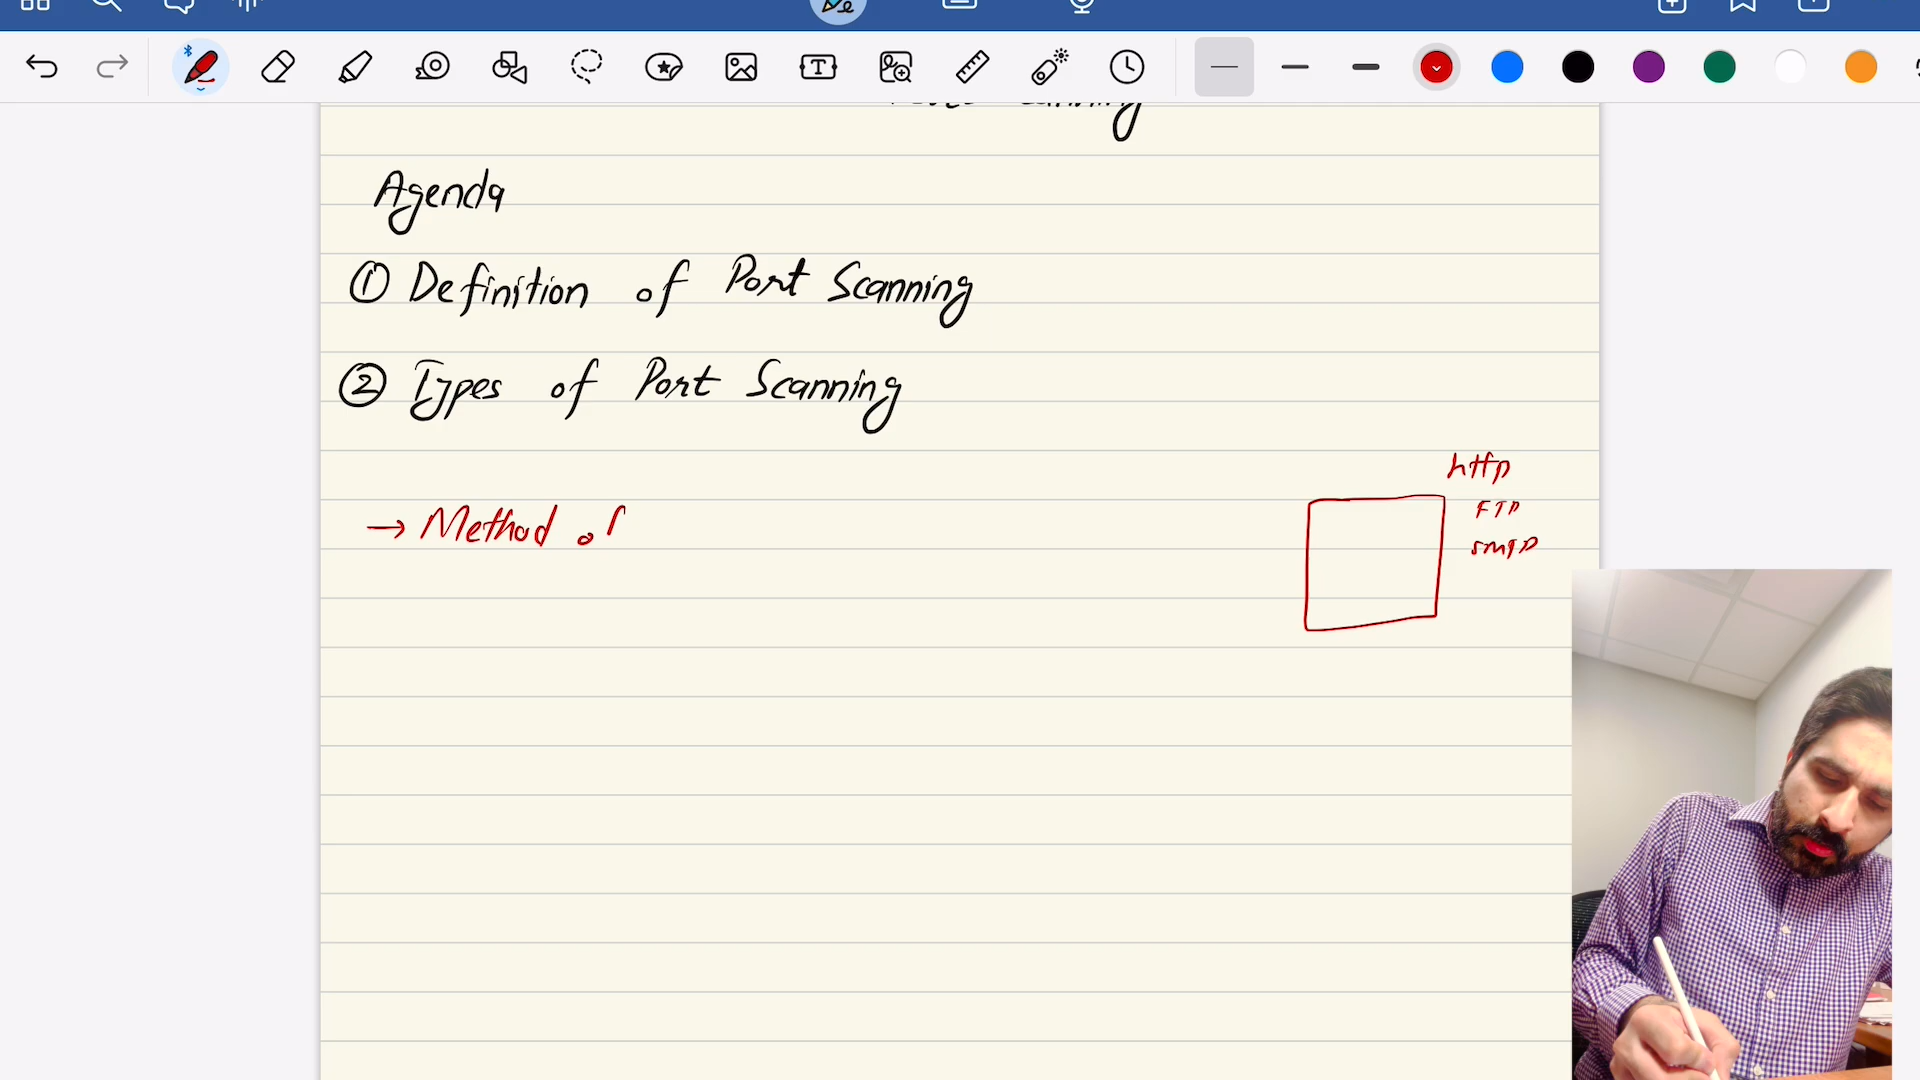 Agenda
① Definition of Port Scanning
② Types of Port Scanning
http
FTP
SMTP
→ Method of